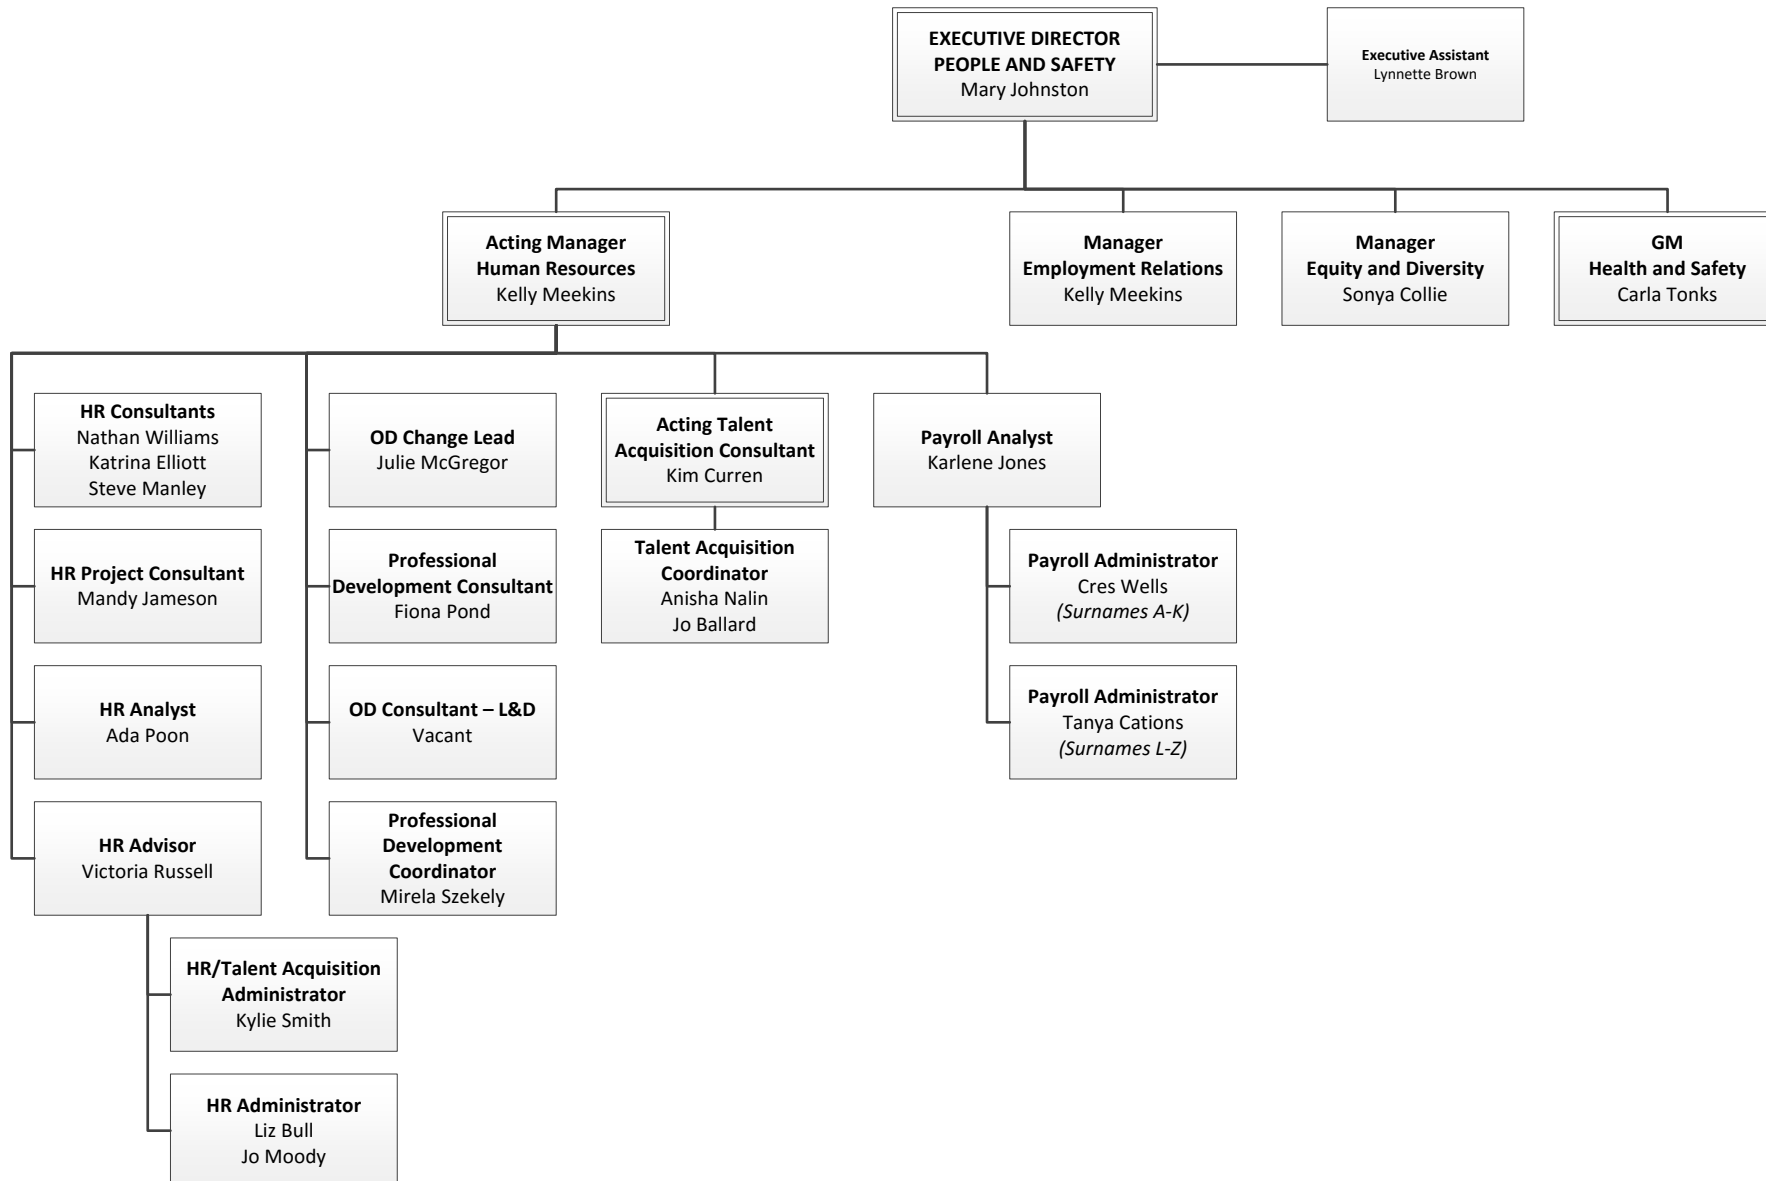 EXECUTIVE DIRECTOR
PEOPLE AND SAFETY
Mary Johnston
Executive Assistant
Lynnette Brown
Acting Manager
Human Resources
Kelly Meekins
Manager
Employment Relations
Kelly Meekins
Manager
Equity and Diversity
Sonya Collie
GM
Health and Safety
Carla Tonks
HR Consultants
Nathan Williams
Katrina Elliott
Steve Manley
OD Change Lead
Julie McGregor
Acting Talent
Acquisition Consultant
Kim Curren
Payroll Analyst
Karlene Jones
HR Project Consultant
Mandy Jameson
Professional
Development Consultant
Fiona Pond
Talent Acquisition
Coordinator
Anisha Nalin
Jo Ballard
Payroll Administrator
Cres Wells
(Surnames A-K)
HR Analyst
Ada Poon
OD Consultant – L&D
Vacant
Payroll Administrator
Tanya Cations
(Surnames L-Z)
HR Advisor
Victoria Russell
Professional
Development
Coordinator
Mirela Szekely
HR/Talent Acquisition
Administrator
Kylie Smith
HR Administrator
Liz Bull
Jo Moody